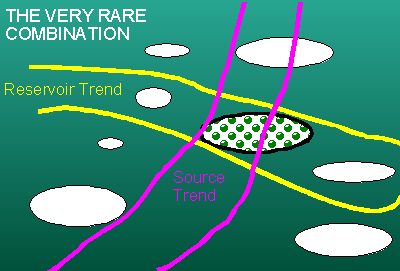 THE VERY RARE
COMBINATION
Reservoir Trend
Source
Trend